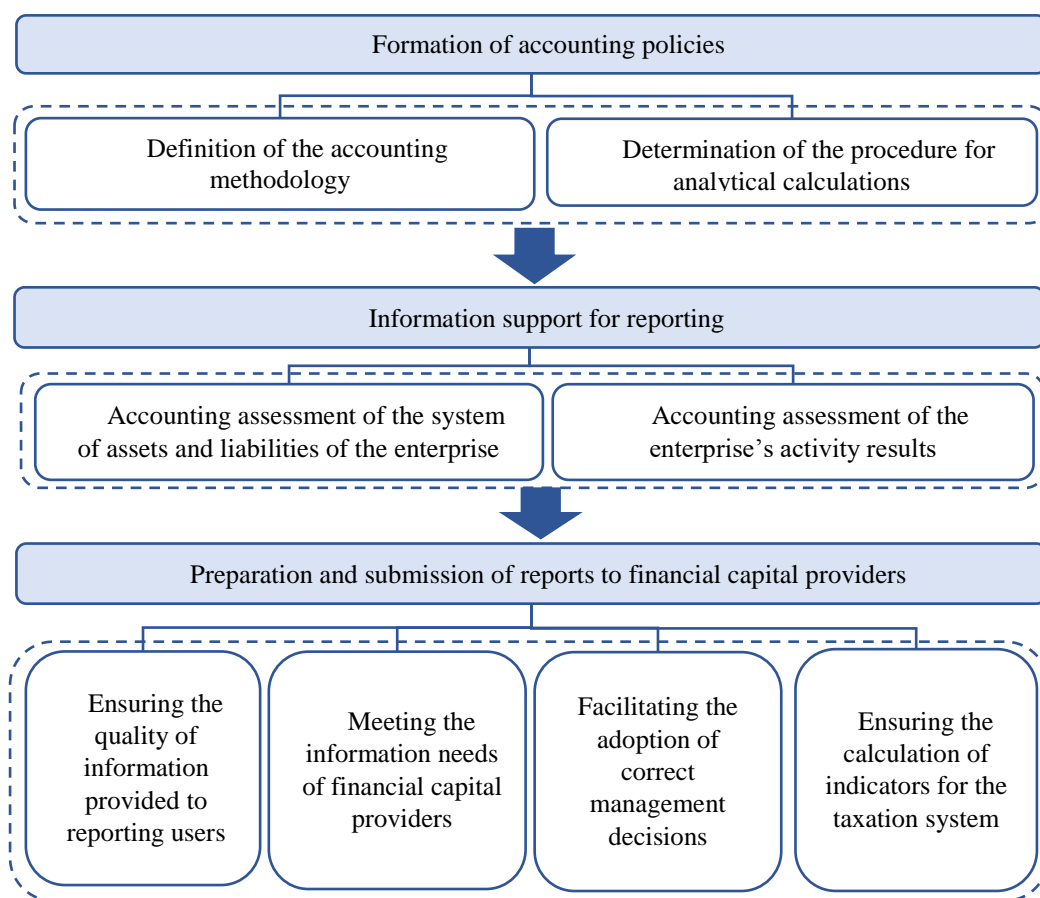 Formation of accounting policies
Definition of the accounting
methodology
Determination of the procedure for
analytical calculations
Information support for reporting
Accounting assessment of the system
of assets and liabilities of the enterprise
Accounting assessment of the
enterprise’s activity results
Preparation and submission of reports to financial capital providers
Ensuring the
quality of
information
provided to
reporting users
Meeting the
information needs
of financial capital
providers
Facilitating the
adoption of
correct
management
decisions
Ensuring the
calculation of
indicators for the
taxation system